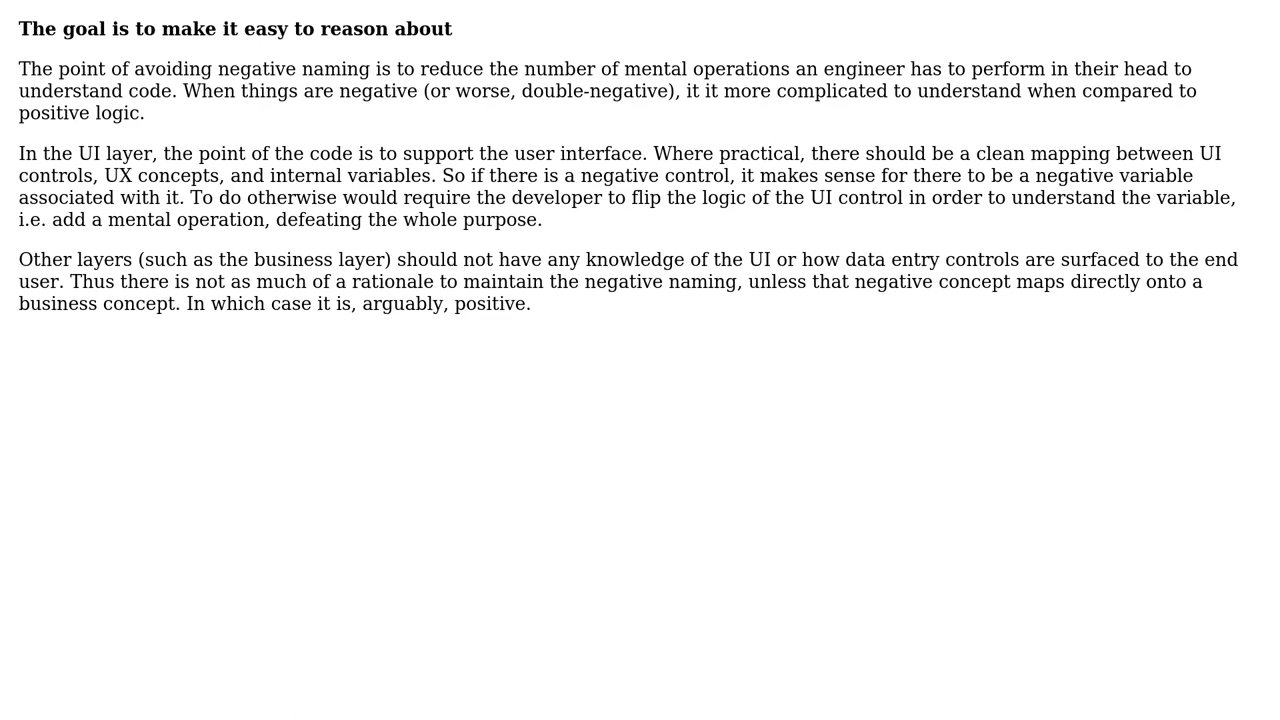 The goal is to make it easy to reason about
The point of avoiding negative naming is to reduce the number of mental operations an engineer has to perform in their head to
understand code. When things are negative (or worse, double-negative), it it more complicated to understand when compared to
positive logic.
In the UI layer, the point of the code is to support the user interface. Where practical, there should be a clean mapping between UI
controls, UX concepts, and internal variables. So if there is a negative control, it makes sense for there to be a negative variable
associated with it. To do otherwise would require the developer to flip the logic of the UI control in order to understand the variable,
i.e. add a mental operation, defeating the whole purpose.
Other layers (such as the business layer) should not have any knowledge of the UI or how data entry controls are surfaced to the end
user. Thus there is not as much of a rationale to maintain the negative naming, unless that negative concept maps directly onto a
business concept. In which case it is, arguably, positive.